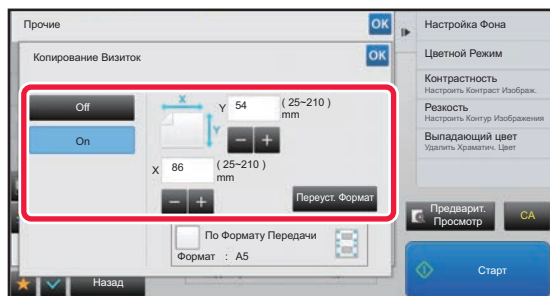 Прочие
OK
Копирование Визиток
OK
Off
On
X
Y
Y 54 ( 25~210 )
mm
X 86 ( 25~210 )
mm
Переуст. Формат
По Формату Передачи
Формат : A5
Назад
Настройка Фона
Цветной Режим
Контрастность
Настроить Контраст Изображ.
Резкость
Настроить Контур Изображения
Выпадающий цвет
Удалить Храматич. Цвет
Предварит.
Просмотр
CA
Старт